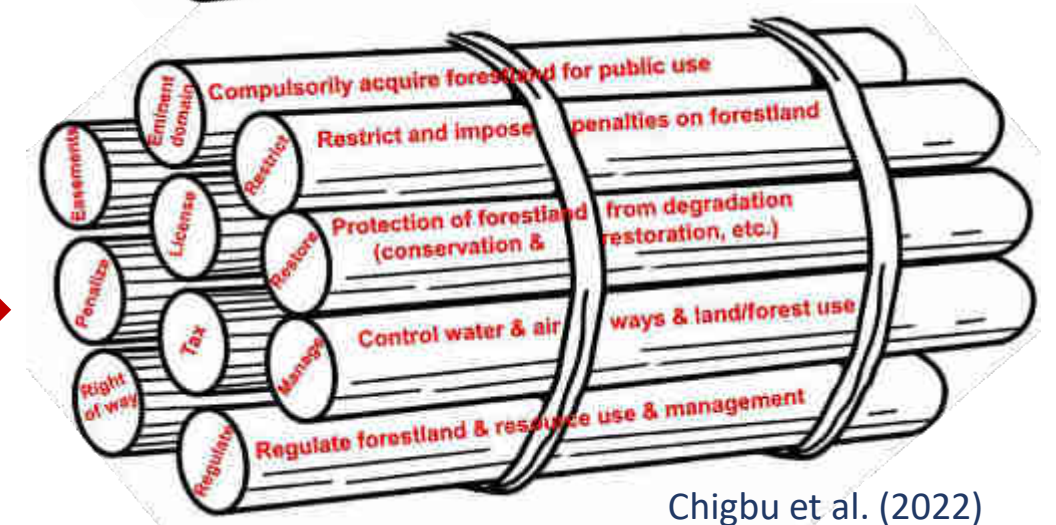 Eminent
domain
Compulsorily acquire forestland for public use
Easements
Restrict
Restrict and impose penalties on forestland
License
Restore
Protection of forestland from degradation
(conservation & restoration, etc.)
Penalize
Tax
Manage
Control water & air ways & land/forest use
Right
of way
Regulate
Regulate forestland & resource use & management
Chigbu et al. (2022)